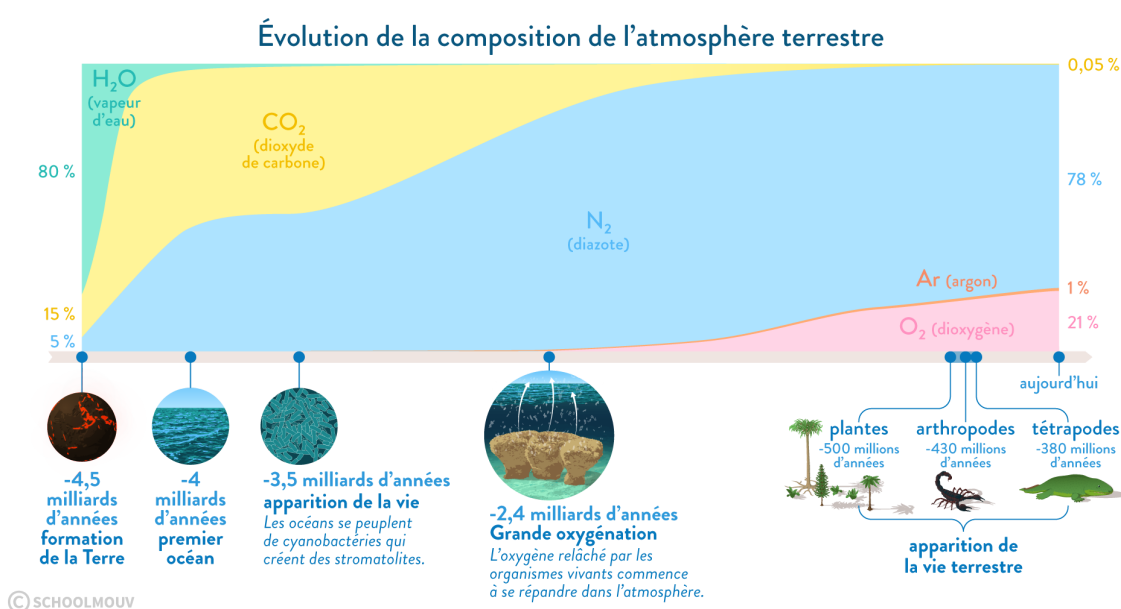 Évolution de la composition de l'atmosphère terrestre
H₂O
(vapeur
d'eau)
CO₂
(dioxyde
de carbone)
N₂
(diazote)
Ar (argon)
O₂ (dioxygène)
80 %
15 %
5 %
0,05 %
78 %
1 %
21 %
aujourd'hui
-4,5
milliards
d'années
formation
de la Terre
-4
milliards
d'années
premier
océan
-3,5 milliards d'années
apparition de la vie
Les océans se peuplent
de cyanobactéries qui
créent des stromatolites.
-2,4 milliards d'années
Grande oxygénation
L'oxygène relâché par les
organismes vivants commence
à se répandre dans l'atmosphère.
plantes
-500 millions
d'années
arthropodes
-430 millions
d'années
tétrapodes
-380 millions
d'années
apparition de
la vie terrestre
© SCHOOLMOUV